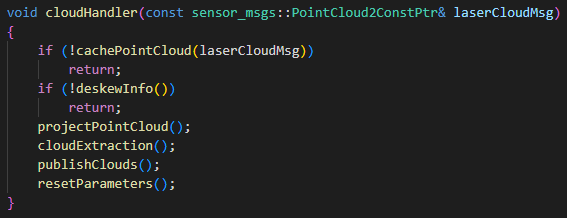 void cloudHandler(const sensor_msgs::PointCloud2ConstPtr& laserCloudMsg)
{
    if (!cachePointCloud(laserCloudMsg))
        return;
    if (!deskewInfo())
        return;
    projectPointCloud();
    cloudExtraction();
    publishClouds();
    resetParameters();
}